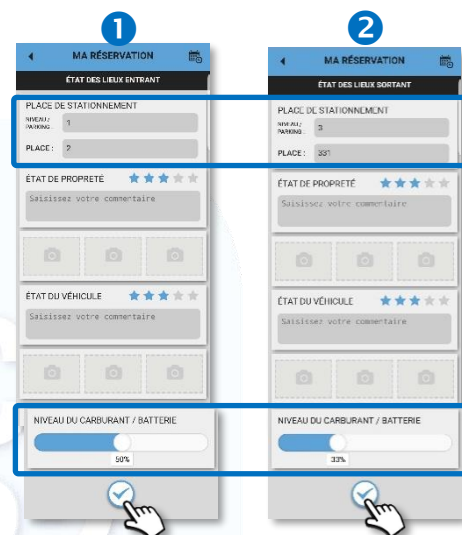 1
MA RÉSERVATION
ÉTAT DES LIEUX ENTRANT
PLACE DE STATIONNEMENT
NIVEAU /
PARKING :
1
PLACE :
2
ÉTAT DE PROPRETÉ
Saisissez votre commentaire
ÉTAT DU VÉHICULE
Saisissez votre commentaire
NIVEAU DU CARBURANT / BATTERIE
50%
2
MA RÉSERVATION
ÉTAT DES LIEUX SORTANT
PLACE DE STATIONNEMENT
NIVEAU /
PARKING :
3
PLACE :
331
ÉTAT DE PROPRETÉ
Saisissez votre commentaire
ÉTAT DU VÉHICULE
Saisissez votre commentaire
NIVEAU DU CARBURANT / BATTERIE
33%